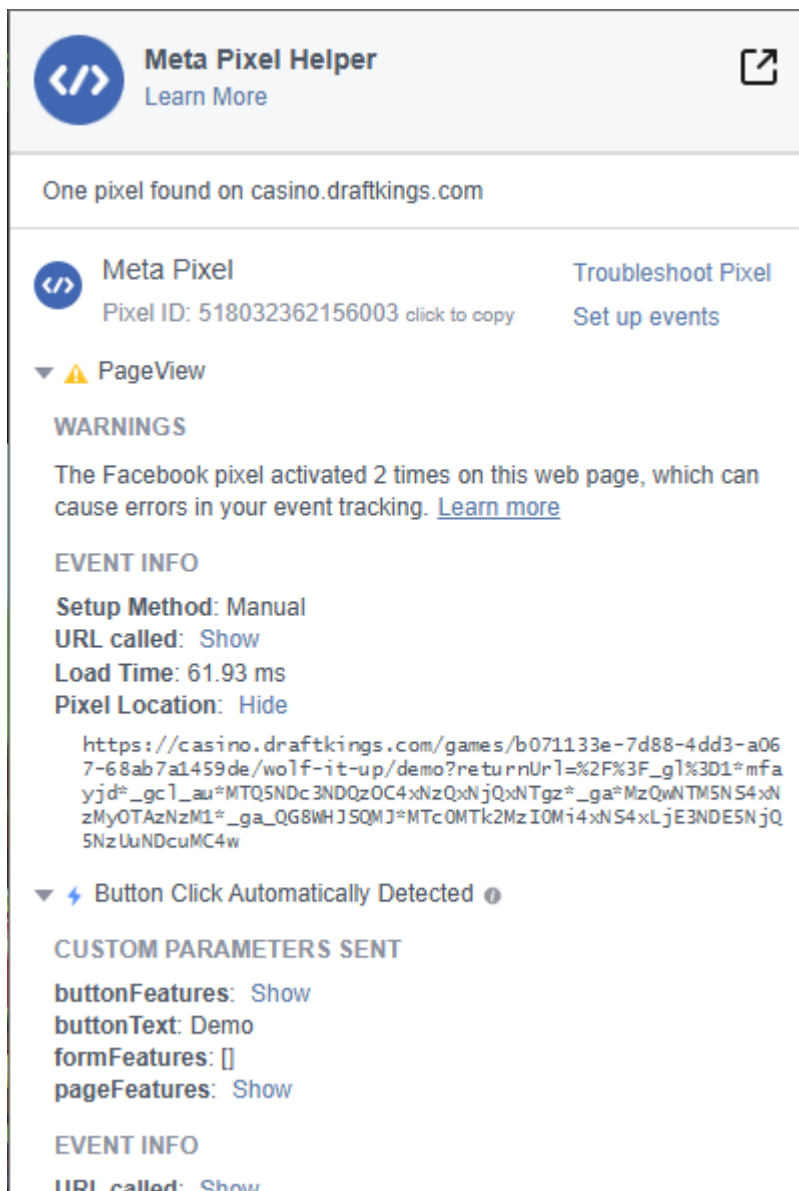 Meta Pixel Helper
Learn More
One pixel found on casino.draftkings.com
Meta Pixel
Troubleshoot Pixel
Pixel ID: 518032362156003 click to copy
Set up events
PageView
WARNINGS
The Facebook pixel activated 2 times on this web page, which can
cause errors in your event tracking. Learn more
EVENT INFO
Setup Method: Manual
URL called: Show
Load Time: 61.93 ms
Pixel Location: Hide
https://casino.draftkings.com/games/b071133e-7d88-4dd3-a06
7-68ab7a1459de/wolf-it-up/demo?returnUrl=%2F%3F_gl%3D1*mfa
yjd*_gcl_au*MTQ5NDc3NDQzOC4xNzQxNjQxNTgz*_ga*MzQwNTM5NS4xN
zMyOTAzNzM1*_ga_QG8WHJSQMJ*MTc0MTk2MzI0Mi4xNS4xLjE3NDE5NjQ
5NzUuNDcuMC4w
Button Click Automatically Detected
CUSTOM PARAMETERS SENT
buttonFeatures: Show
buttonText: Demo
formFeatures: []
pageFeatures: Show
EVENT INFO
URL called: Show